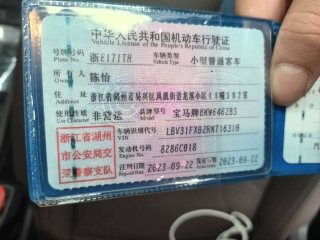 中华人民共和国机动车行驶证
Vehicle License of the People's Republic of China
号牌号码 浙E171TH 车辆类型 小型普通客车
Plate No. Vehicle Type
所有人 陈怡
Owner
住址 浙江省湖州市吴兴区凤凰街道龙溪小区11幢502室
Address
使用性质 非营运 品牌型号 宝马牌BMW6462BS
Use Character Model
浙江省湖州市公安局交通警察支队
车辆识别代号
VIN
发动机号码 8286C018
Engine No.
注册日期 2023-09-22 发证日期 2023-09-22
Register Date Issue Date